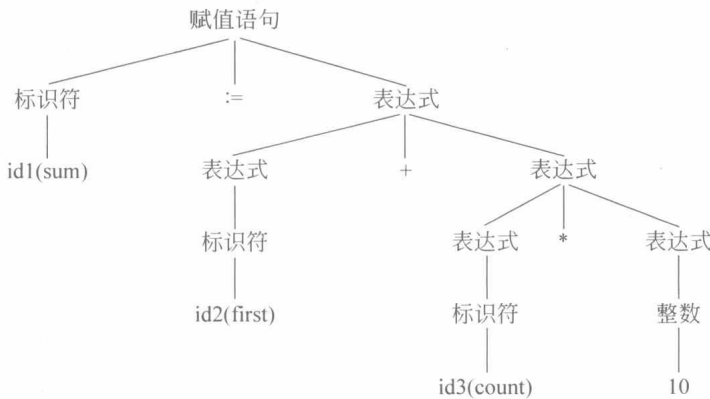 赋值语句
标识符 := 表达式
id1(sum) 表达式 + 表达式
标识符 表达式 * 表达式
id2(first) 标识符 整数
id3(count) 10